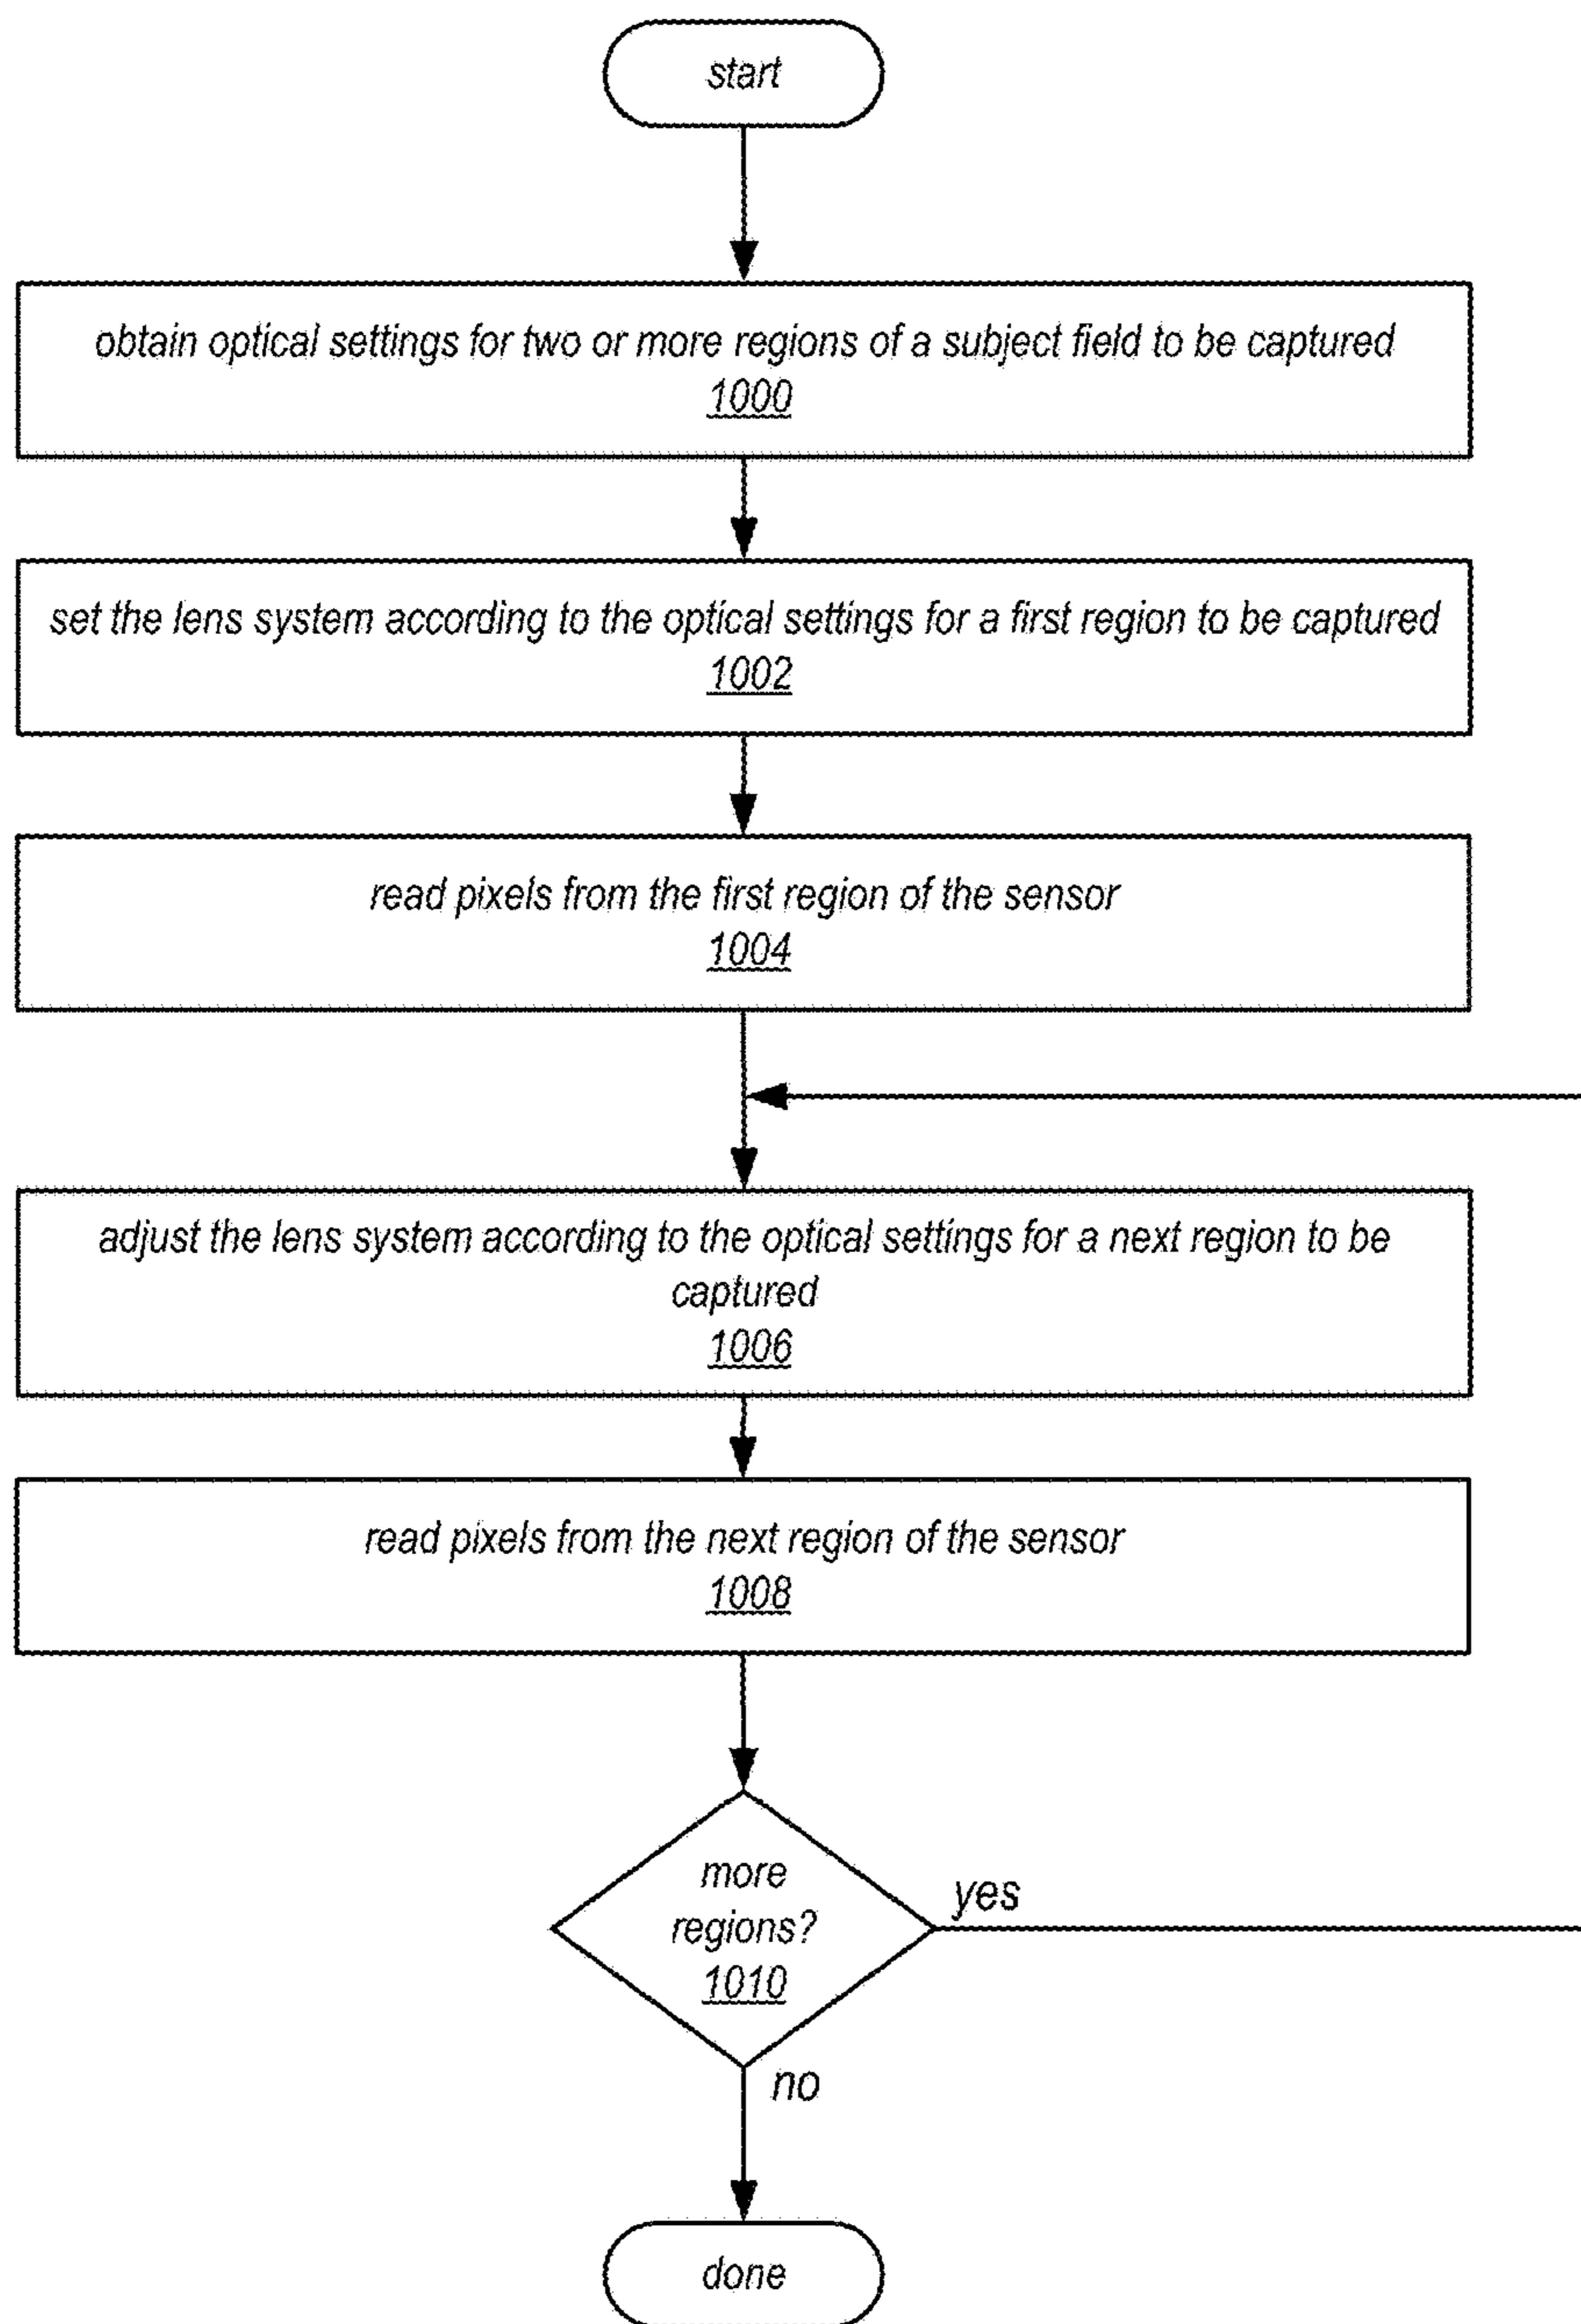 start
obtain optical settings for two or more regions of a subject field to be captured
1000
set the lens system according to the optical settings for a first region to be captured
1002
read pixels from the first region of the sensor
1004
adjust the lens system according to the optical settings for a next region to be
captured
1006
read pixels from the next region of the sensor
1008
more
regions?
1010
yes
no
done